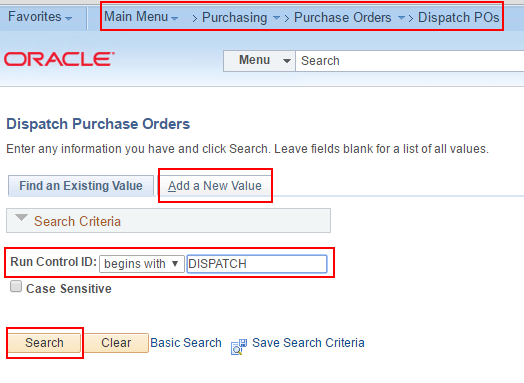 Favorites Main Menu > Purchasing > Purchase Orders > Dispatch POs
ORACLE Menu Search
Dispatch Purchase Orders
Enter any information you have and click Search. Leave fields blank for a list of all values.
Find an Existing Value Add a New Value
Search Criteria
Run Control ID: begins with DISPATCH
Case Sensitive
Search Clear Basic Search Save Search Criteria